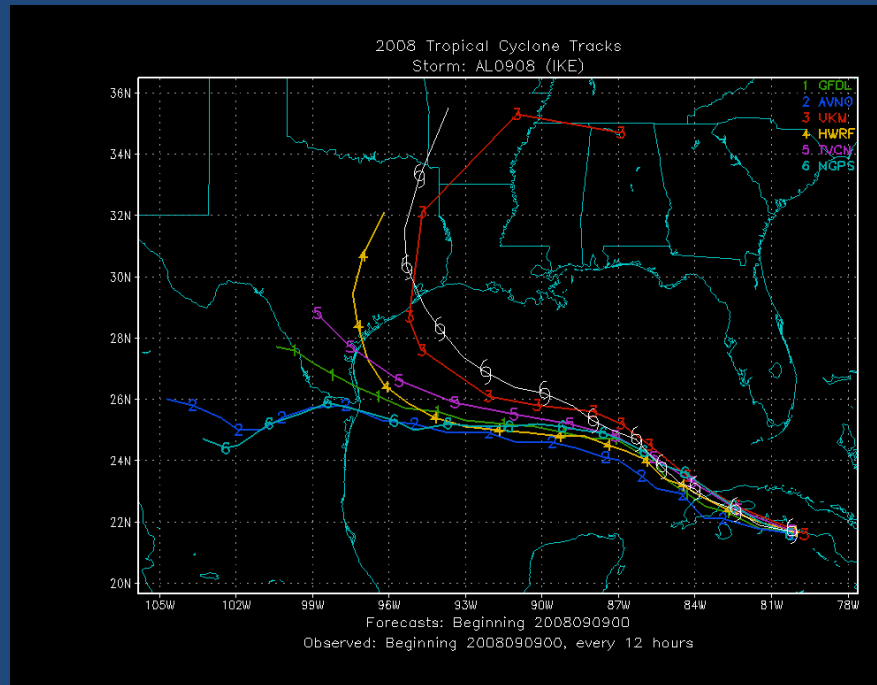 2008 Tropical Cyclone Tracks
Storm: AL0908 (IKE)
1 GFDL
2 AVNO
3 UKM
4 HWRF
5 TVCN
6 NGPS
36N
34N
32N
30N
28N
26N
24N
22N
20N
105W 102W 99W 96W 93W 90W 87W 84W 81W 78W
Forecasts: Beginning 2008090900
Observed: Beginning 2008090900, every 12 hours